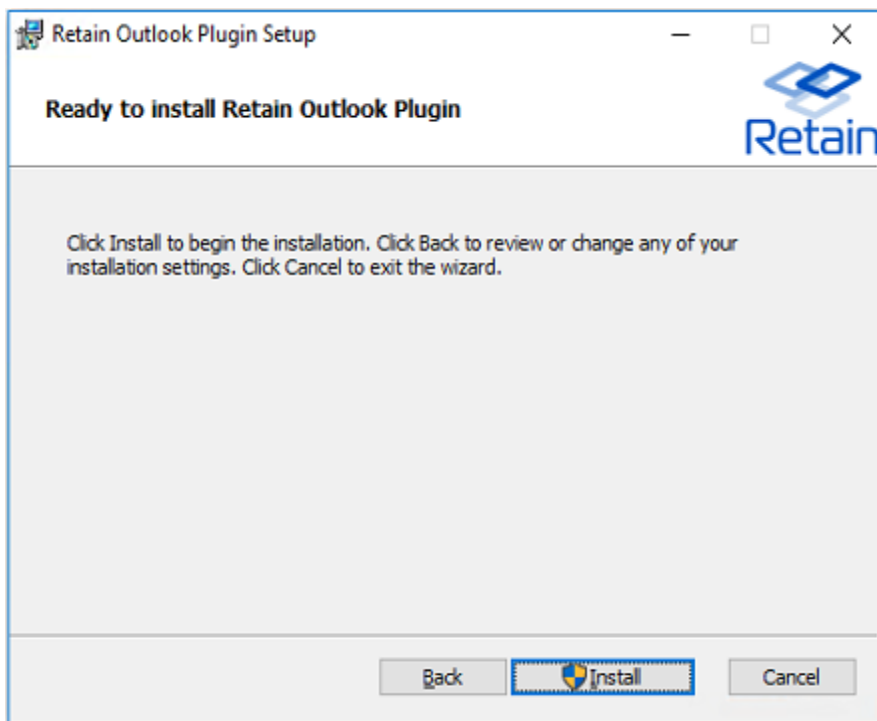 Retain Outlook Plugin Setup
Ready to install Retain Outlook Plugin
Retain
Click Install to begin the installation. Click Back to review or change any of your
installation settings. Click Cancel to exit the wizard.
Back
Install
Cancel